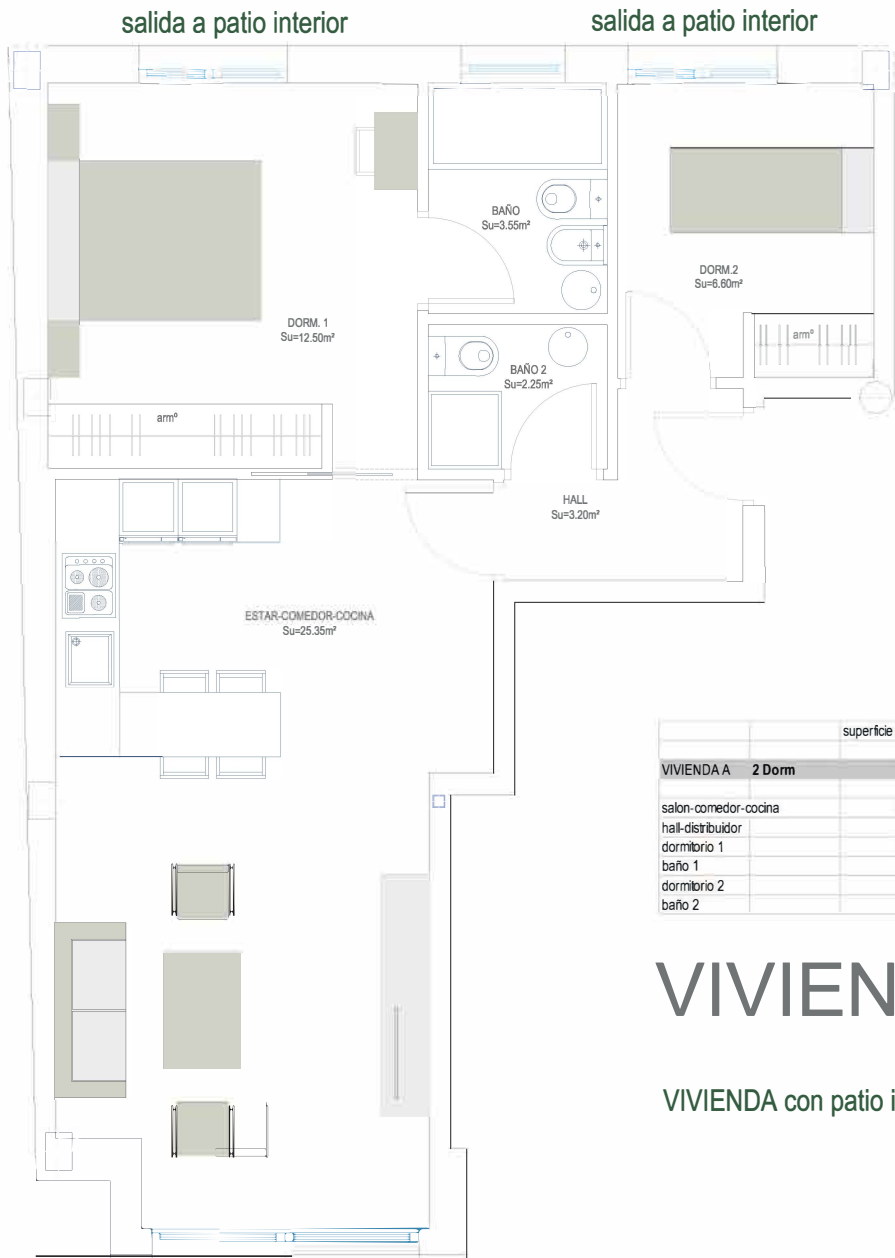 salida a patio interior
salida a patio interior
BAÑO
Su=3.55m²
DORM.2
Su=6.60m²
DORM. 1
Su=12.50m²
BAÑO 2
Su=2.25m²
armº
armº
HALL
Su=3.20m²
ESTAR-COMEDOR-COCINA
Su=25.35m²
superficie
VIVIENDA A 2 Dorm
salon-comedor-cocina
hall-distribuidor
dormitorio 1
baño 1
dormitorio 2
baño 2
VIVIEN
VIVIENDA con patio i